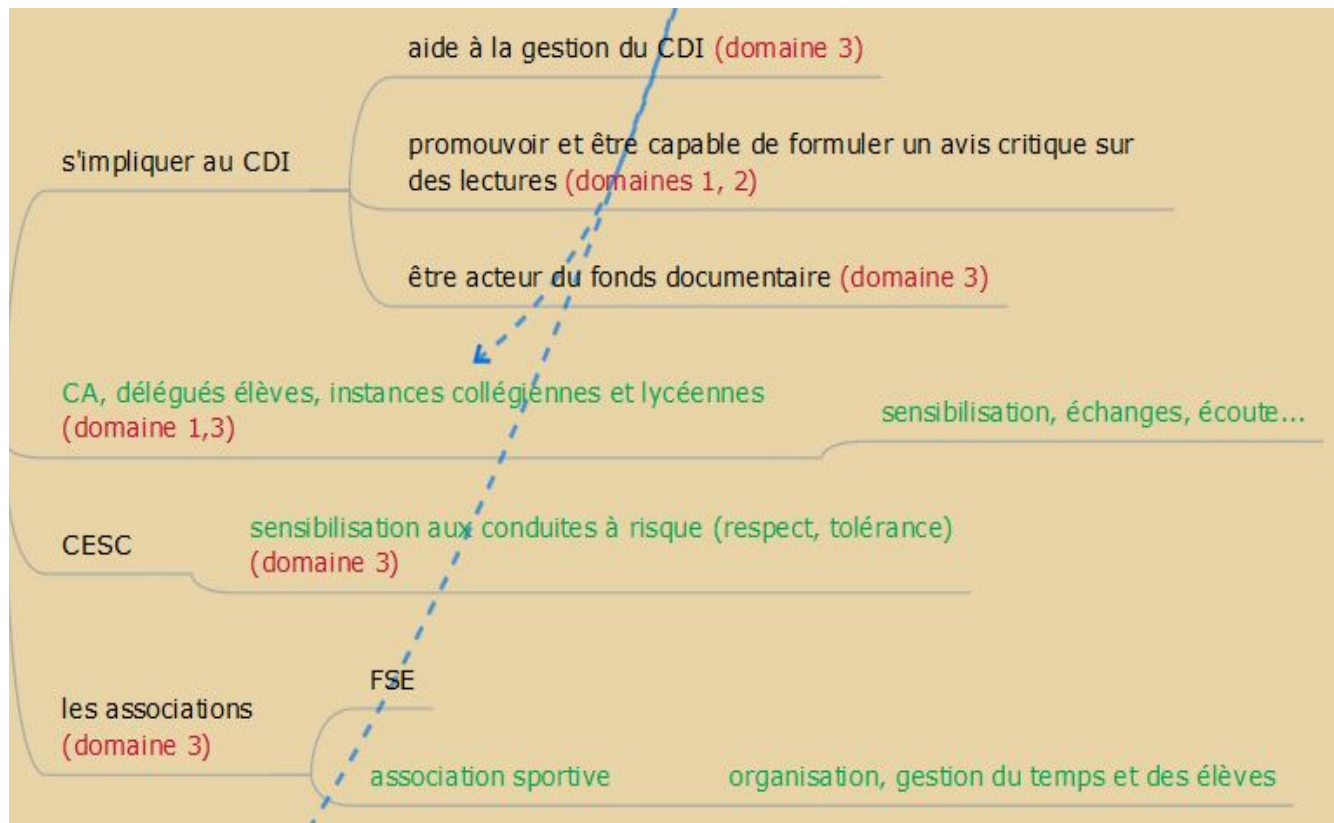 aide à la gestion du CDI (domaine 3)
s'impliquer au CDI
promouvoir et être capable de formuler un avis critique sur
des lectures (domaines 1, 2)
être acteur du fonds documentaire (domaine 3)
CA, délégués élèves, instances collégiennes et lycéennes
(domaine 1,3)
sensibilisation, échanges, écoute...
CESC
sensibilisation aux conduites à risque (respect, tolérance)
(domaine 3)
les associations
(domaine 3)
FSE
association sportive
organisation, gestion du temps et des élèves